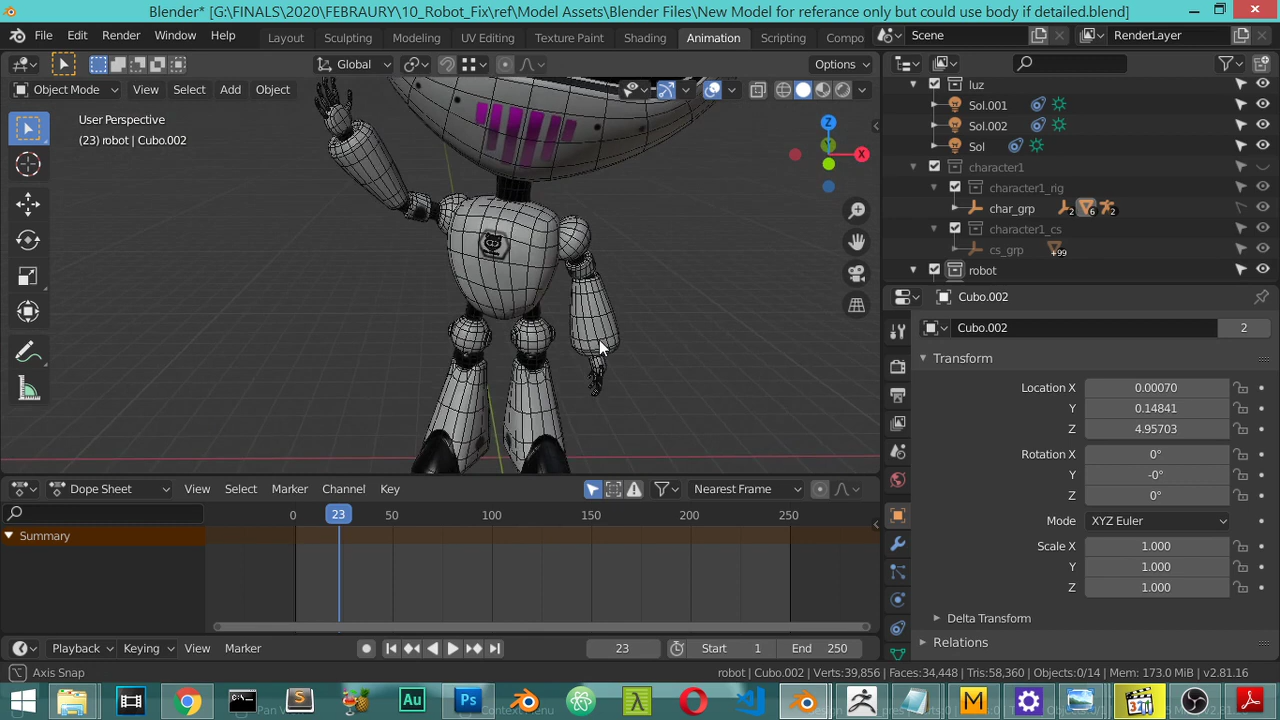 Blender* [G:\FINALS\2020\FEBRAURY\10_Robot_Fix\ref\Model Assets\Blender Files\New Model for referance only but could use body if detailed.blend]
File Edit Render Window Help Layout Sculpting Modeling UV Editing Texture Paint Shading Animation Rendering Compo Scene RenderLayer
Global Options
Object Mode View Select Add Object
User Perspective
(23) robot | Cubo.002
Z
X
luz
Sol.001
Sol.002
Sol
character1
character1_rig
char_grp 2 6 2
character1_cs
cs_grp +99
robot
Cubo.002
Cubo.002 2
Transform
Location X 0.00070
Y 0.14841
Z 4.95703
Rotation X 0°
Y -0°
Z 0°
Mode XYZ Euler
Scale X 1.000
Y 1.000
Z 1.000
Delta Transform
Relations
Dope Sheet View Select Marker Channel Key Nearest Frame
0 23 50 100 150 200 250
Summary
Playback Keying View Marker 23 Start 1 End 250
Axis Snap robot | Cubo.002 | Verts:39,856 | Faces:34,448 | Tris:58,360 | Objects:0/14 | Mem: 173.0 MiB | v2.81.16